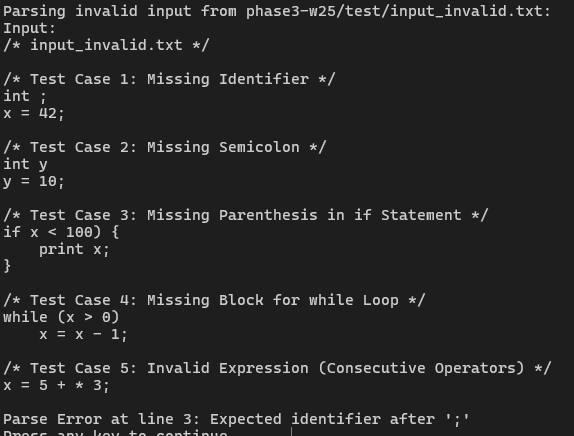 Parsing invalid input from phase3-w25/test/input_invalid.txt:
Input:
/* input_invalid.txt */

/* Test Case 1: Missing Identifier */
int ;
x = 42;

/* Test Case 2: Missing Semicolon */
int y
y = 10;

/* Test Case 3: Missing Parenthesis in if Statement */
if x < 100) {
    print x;
}

/* Test Case 4: Missing Block for while Loop */
while (x > 0)
    x = x - 1;

/* Test Case 5: Invalid Expression (Consecutive Operators) */
x = 5 + * 3;

Parse Error at line 3: Expected identifier after ';'
Press any key to continue